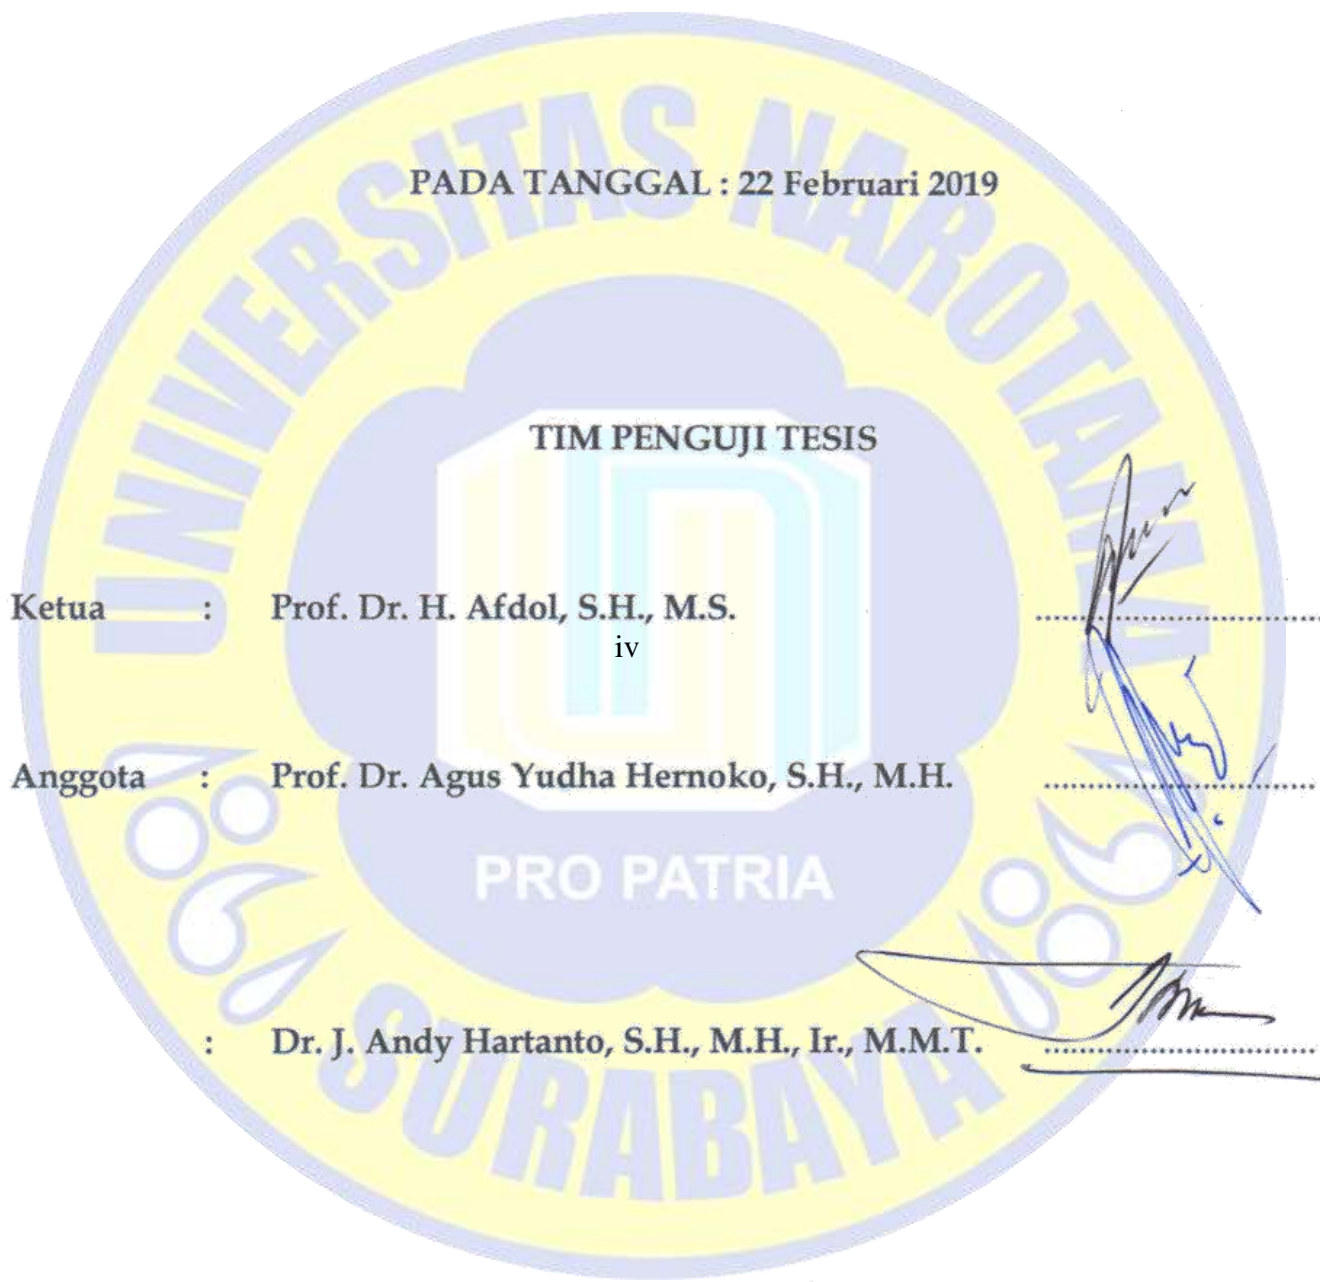 UNIVERSITAS NAROTAMA
PADA TANGGAL : 22 Februari 2019
TIM PENGUJI TESIS
Ketua : Prof. Dr. H. Afdol, S.H., M.S. ........................
iv
Anggota : Prof. Dr. Agus Yudha Hernoko, S.H., M.H. ........................
PRO PATRIA
: Dr. J. Andy Hartanto, S.H., M.H., Ir., M.M.T. ........................
SURABAYA